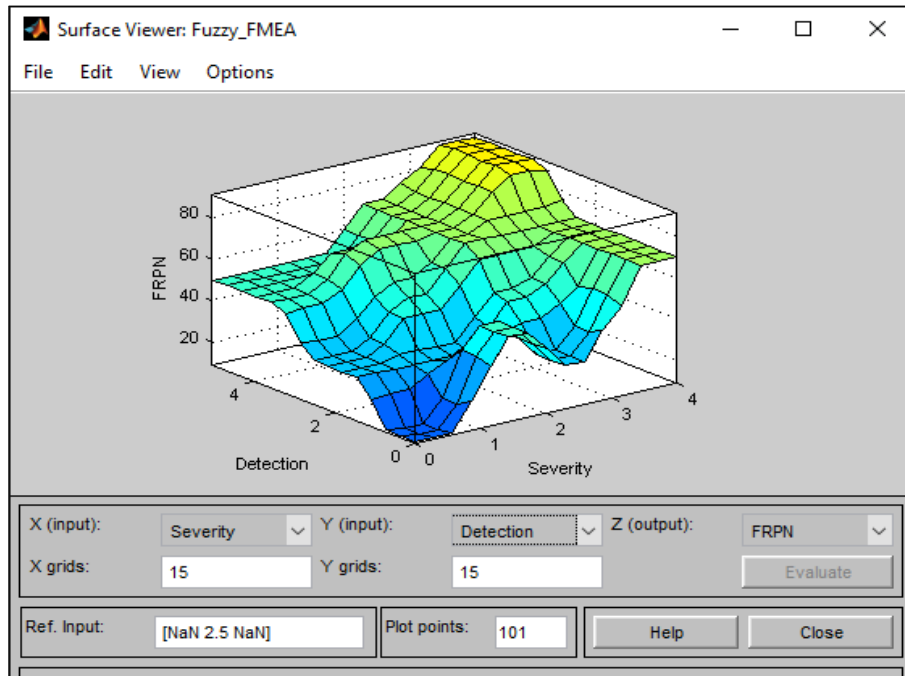 Surface Viewer: Fuzzy_FMEA
File Edit View Options
80
60
40
20
FRPN
4
2
0
Detection
0
1
2
3
4
Severity
X (input): Severity Y (input): Detection Z (output): FRPN
X grids: 15 Y grids: 15 Evaluate
Ref. Input: [NaN 2.5 NaN] Plot points: 101 Help Close